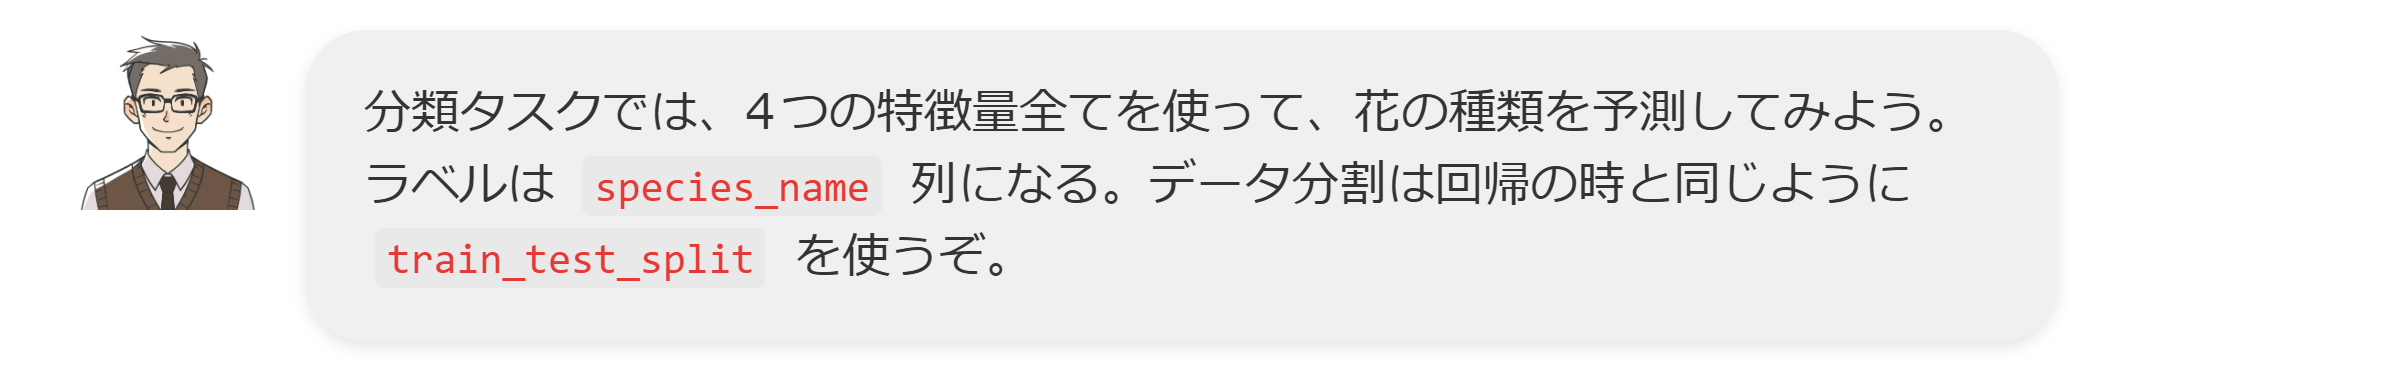 分類タスクでは、４つの特徴量全てを使って、花の種類を予測してみよう。
ラベルは species_name 列になる。データ分割は回帰の時と同じように
train_test_split を使うぞ。